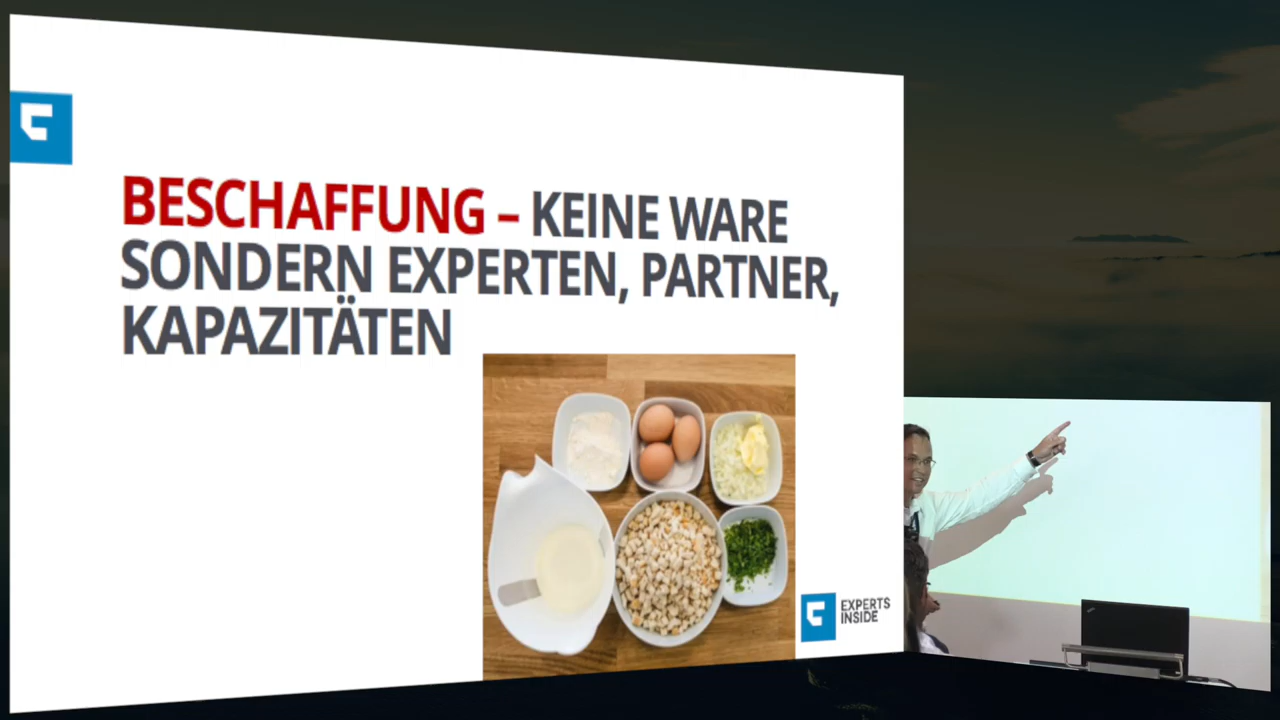 BESCHAFFUNG – KEINE WARE
SONDERN EXPERTEN, PARTNER,
KAPAZITÄTEN
EXPERTS
INSIDE